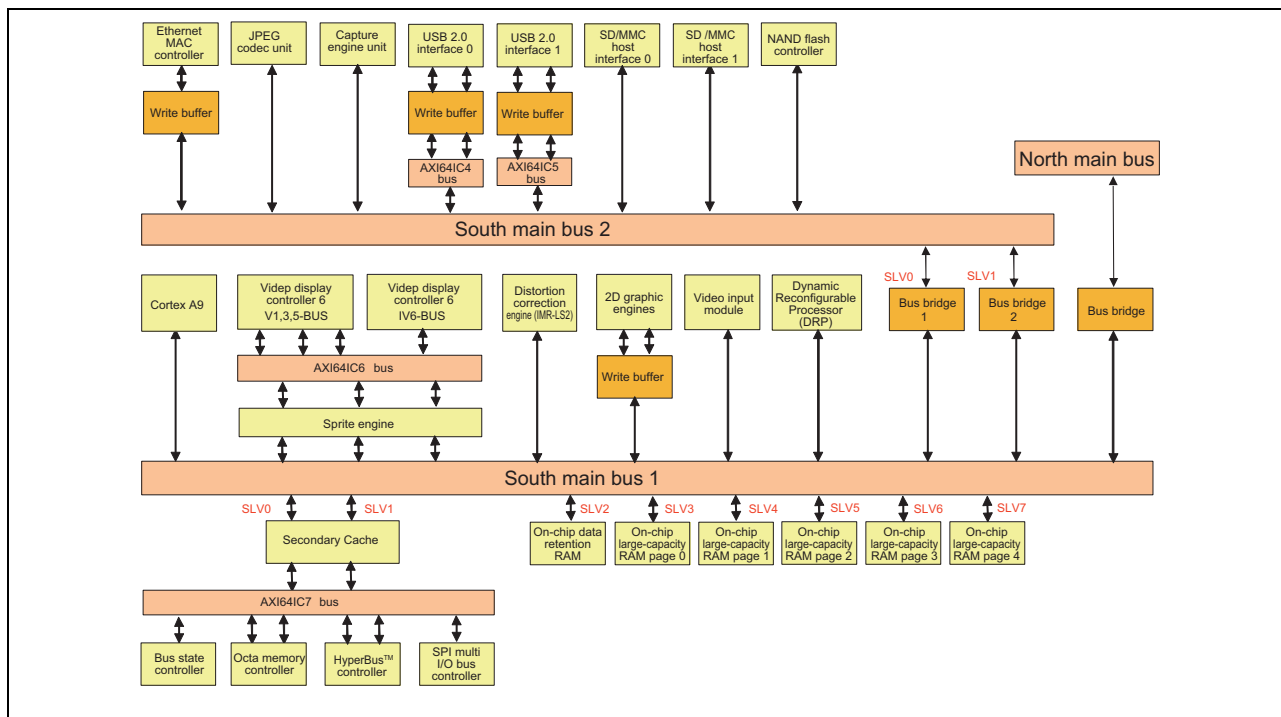 Ethernet
MAC
controller
JPEG
codec unit
Capture
engine unit
USB 2.0
interface 0
USB 2.0
interface 1
SD/MMC
host
interface 0
SD /MMC
host
interface 1
NAND flash
controller
Write buffer
Write buffer
Write buffer
AXI64IC4
bus
AXI64IC5
bus
North main bus
South main bus 2
SLV0
SLV1
Cortex A9
Videp display
controller 6
V1,3,5-BUS
Videp display
controller 6
IV6-BUS
Distortion
correction
engine (IMR-LS2)
2D graphic
engines
Video input
module
Dynamic
Reconfigurable
Processor
(DRP)
Bus bridge
1
Bus bridge
2
Bus bridge
AXI64IC6 bus
Write buffer
Sprite engine
South main bus 1
SLV0
SLV1
SLV2
SLV3
SLV4
SLV5
SLV6
SLV7
Secondary Cache
On-chip data
retention
RAM
On-chip
large-capacity
RAM page 0
On-chip
large-capacity
RAM page 1
On-chip
large-capacity
RAM page 2
On-chip
large-capacity
RAM page 3
On-chip
large-capacity
RAM page 4
AXI64IC7 bus
Bus state
controller
Octa memory
controller
HyperBus™
controller
SPI multi
I/O bus
controller